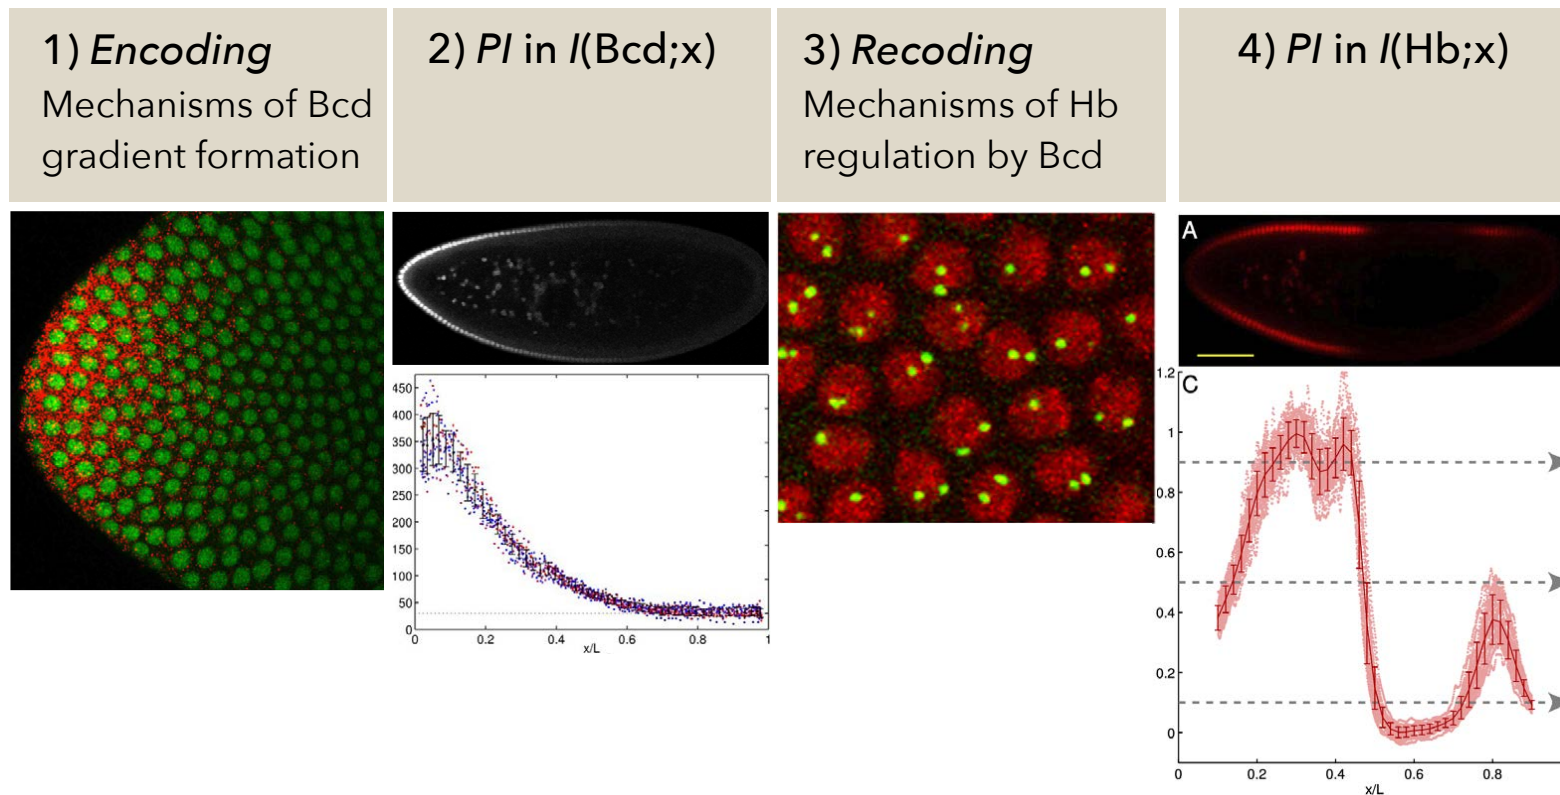 1) Encoding
Mechanisms of Bcd
gradient formation
2) PI in I(Bcd;x)
3) Recoding
Mechanisms of Hb
regulation by Bcd
4) PI in I(Hb;x)
450
400
350
300
250
200
150
100
50
0
0 0.2 0.4 0.6 0.8 1
x/L
A
C
1.2
1
0.8
0.6
0.4
0.2
0
0 0.2 0.4 0.6 0.8
x/L